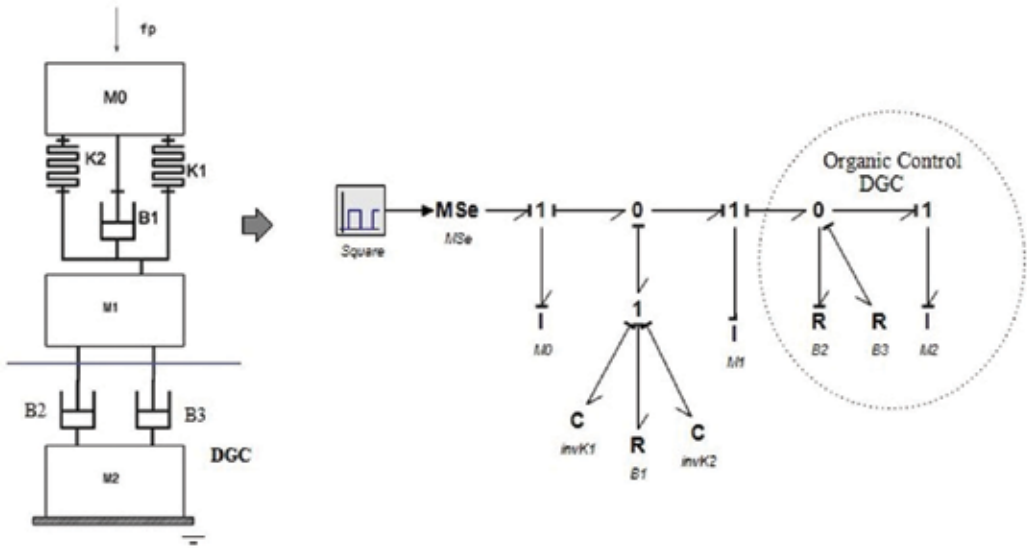 fp
M0
K2
K1
B1
M1
B2
B3
DGC
M2
Square
MSe
MSe
1
0
1
0
1
Organic Control
DGC
I
M0
1
I
M1
R
B2
R
B3
I
M2
C
invK1
R
B1
C
invK2